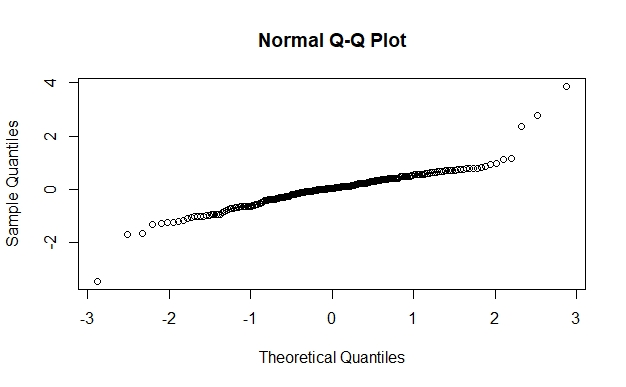 Normal Q-Q Plot
Sample Quantiles
4
2
0
-2
-3 -2 -1 0 1 2 3
Theoretical Quantiles